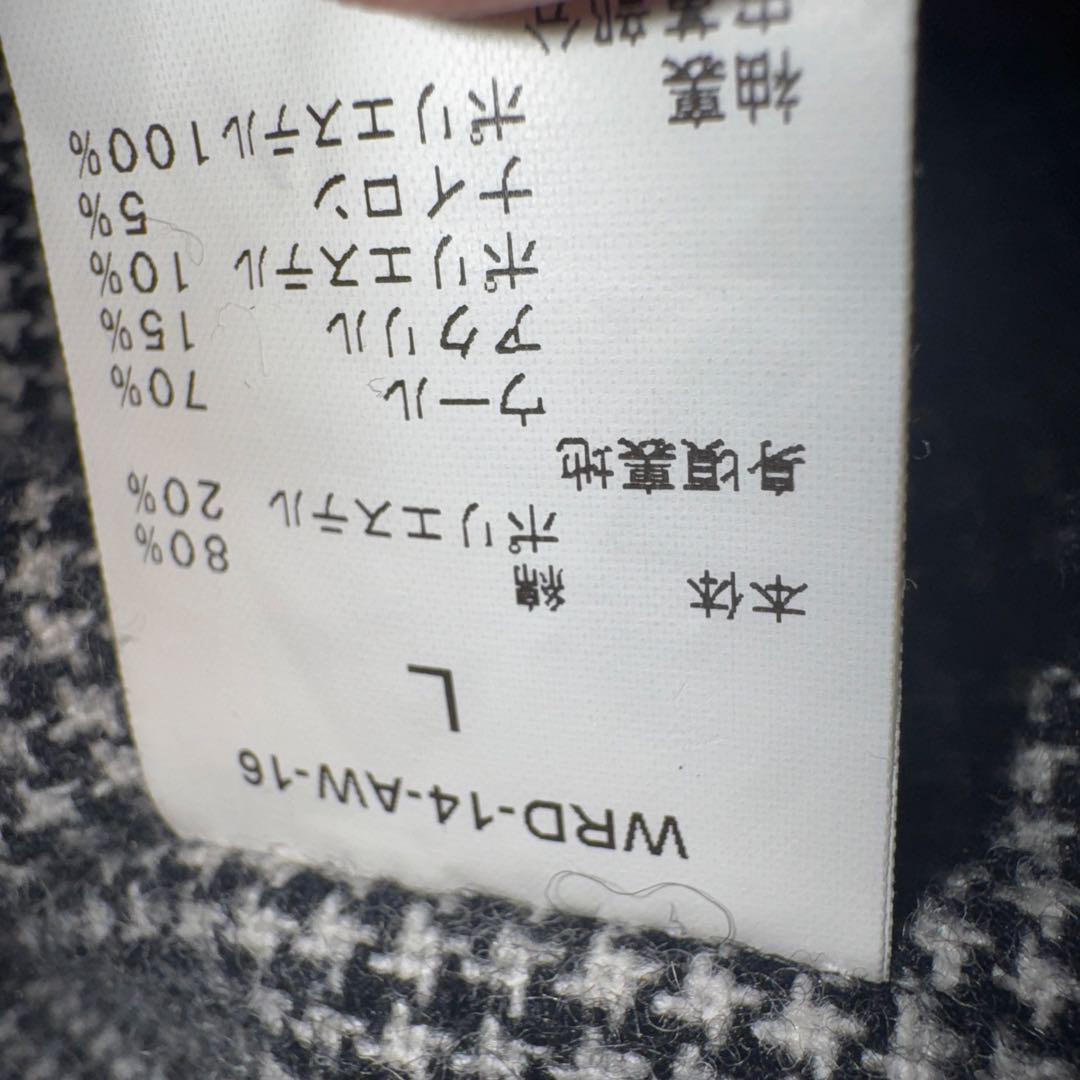 WRD-14-AW-16
L
本体 綿 80%
ポリエステル 20%
身頃裏地
ウール 70%
アクリル 15%
ポリエステル 10%
ナイロン 5%
袖裏 ポリエステル100%